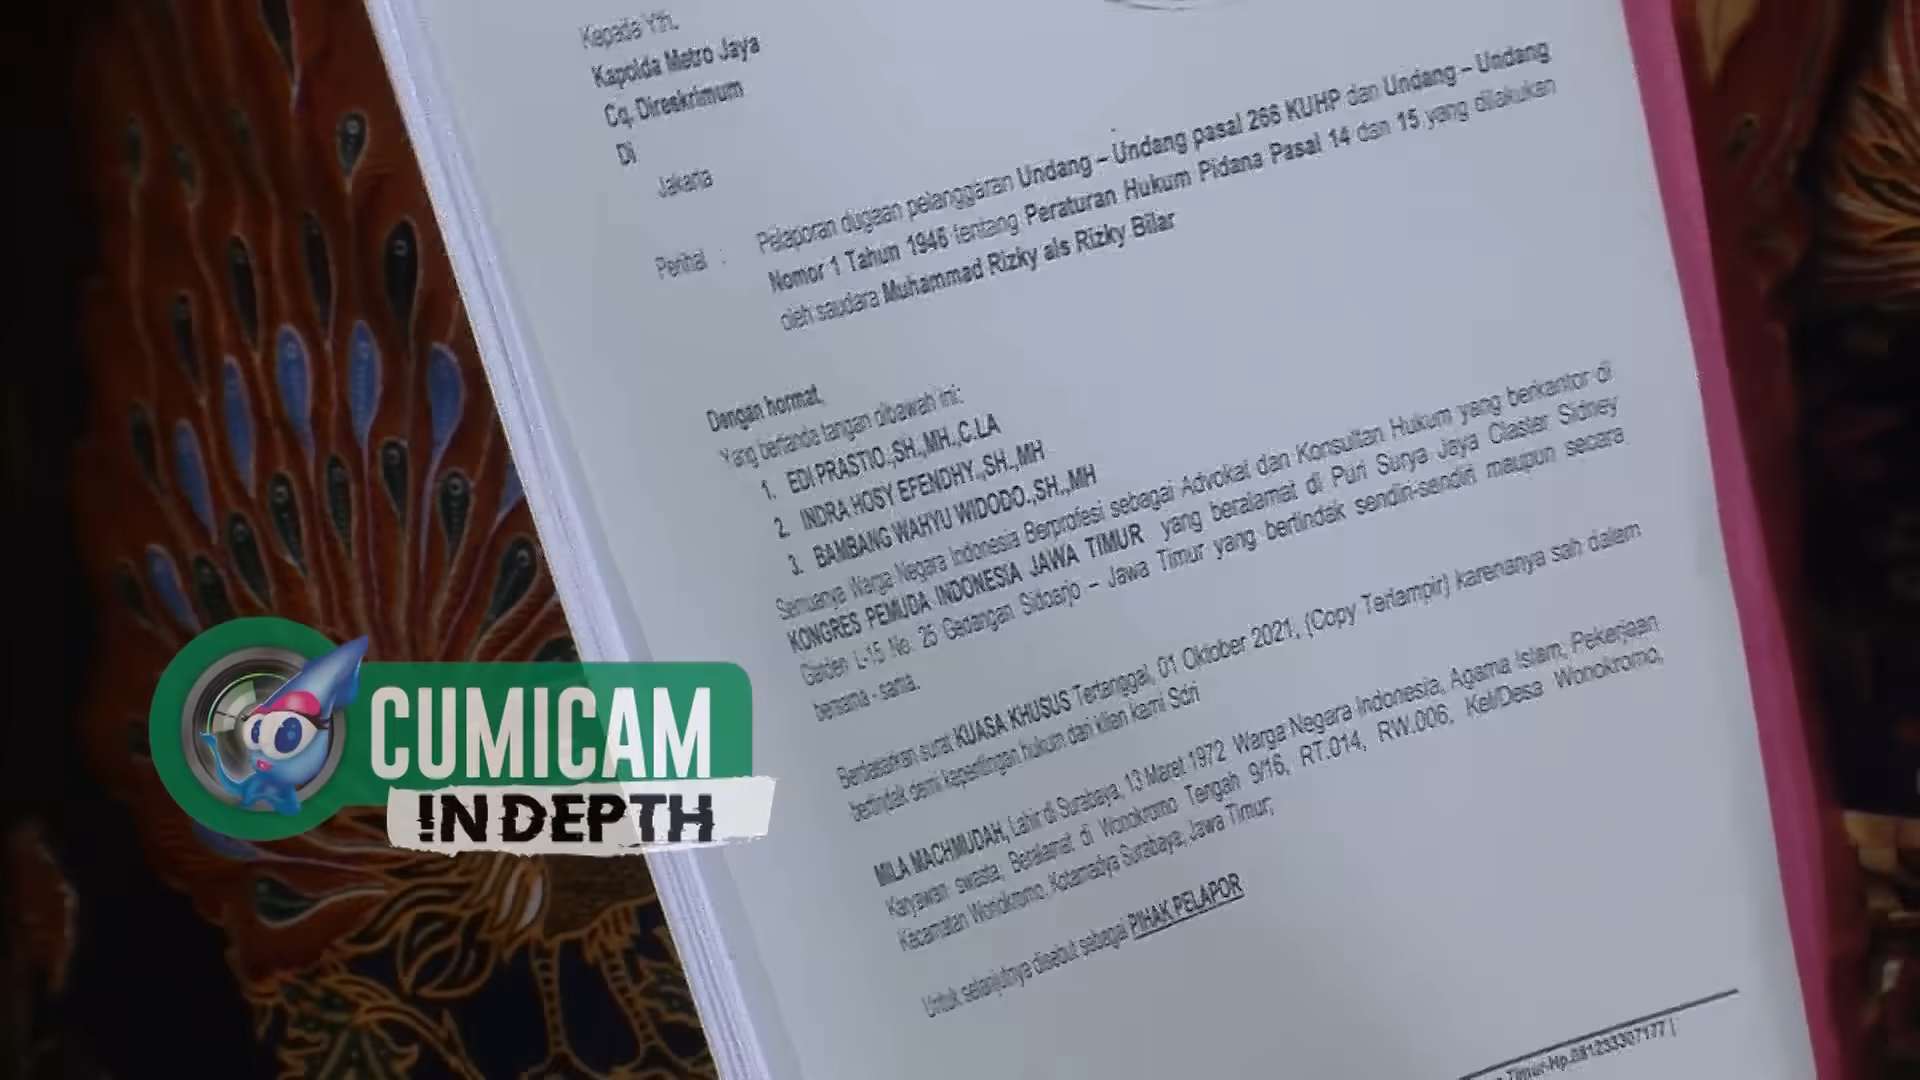 Kepada Yth.
Kapolda Metro Jaya
Cq. Direskrimum
Di
Jakarta
Perihal : Pelaporan dugaan pelanggaran Undang – Undang pasal 266 KUHP dan Undang – Undang
Nomor 1 Tahun 1946 tentang Peraturan Hukum Pidana Pasal 14 dan 15 yang dilakukan
oleh saudara Muhammad Rizky als Rizky Bilar
Dengan hormat,
Yang bertanda tangan dibawah ini:
1. EDI PRASTIO.,SH.,MH.,C.LA
2. INDRA HOSY EFENDHY.,SH.,MH
3. BAMBANG WAHYU WIDODO.,SH.,MH
Semuanya Warga Negara Indonesia Berprofesi sebagai Advokat dan Konsultan Hukum yang berkantor di
KONGRES PEMUDA INDONESIA JAWA TIMUR yang beralamat di Puri Surya Jaya Claster Sidney
Garden L-15 No. 25 Gedangan Sidoarjo – Jawa Timur yang bertindak sendiri-sendiri maupun secara
bersama - sama.
Berdasarkan surat KUASA KHUSUS Tertanggal, 01 Oktober 2021, (Copy Terlampir) karenanya sah dalam
bertindak demi kepentingan hukum dari klien kami Sdri
MILA MACHMUDAH, Lahir di Surabaya, 13 Maret 1972 Warga Negara Indonesia, Agama Islam, Pekerjaan
Karyawan swasta; Beralamat di Wonokromo Tengah 9/16, RT.014, RW.006, Kel/Desa Wonokromo,
Kecamatan Wonokromo, Kotamadya Surabaya, Jawa Timur;
Untuk selanjutnya disebut sebagai PIHAK PELAPOR
Timur-Hp.081233307177 |
CUMICAM
!N DEPTH